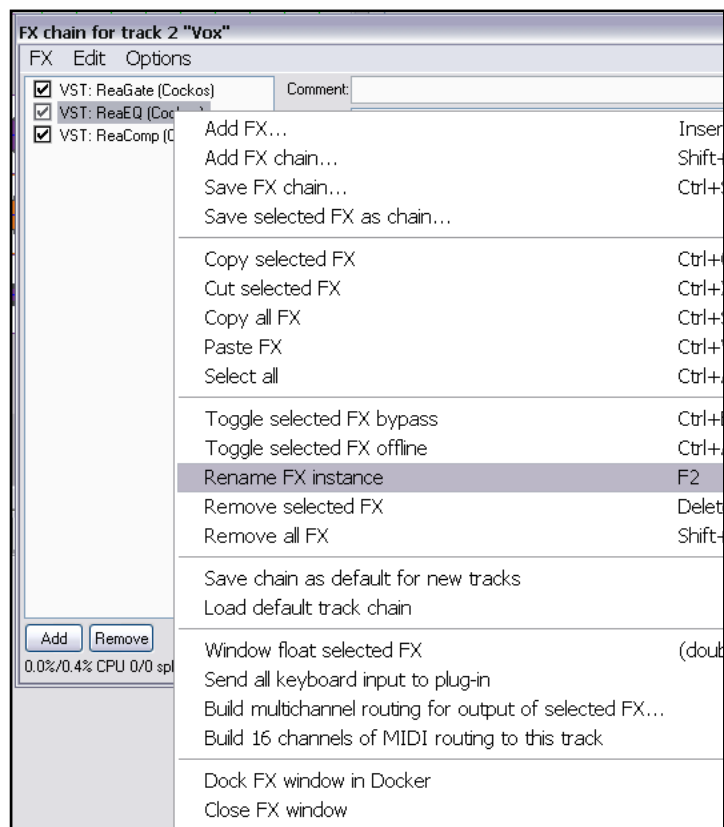 FX chain for track 2 "Vox"
FX Edit Options
VST: ReaGate (Cockos) Comment:
VST: ReaEQ
VST: ReaComp
Add FX...
Add FX chain... Shift+
Save FX chain...
Save selected FX as chain...
Copy selected FX
Cut selected FX
Copy all FX
Paste FX
Select all
Toggle selected FX bypass
Toggle selected FX offline
Rename FX instance F2
Remove selected FX
Remove all FX
Save chain as default for new tracks
Load default track chain
Add Remove
Window float selected FX
0.0%/0.4% CPU 0/0 spl
Send all keyboard input to plug-in
Build multichannel routing for output of selected FX...
Build 16 channels of MIDI routing to this track
Dock FX window in Docker
Close FX window